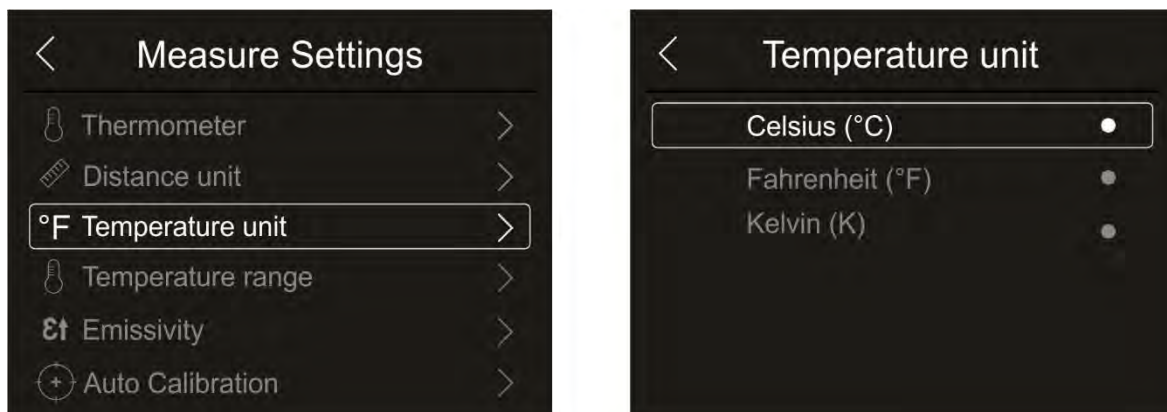 Measure Settings
Thermometer
Distance unit
°F Temperature unit
Temperature range
Ɛ↑ Emissivity
Auto Calibration
Temperature unit
Celsius (°C)
Fahrenheit (°F)
Kelvin (K)